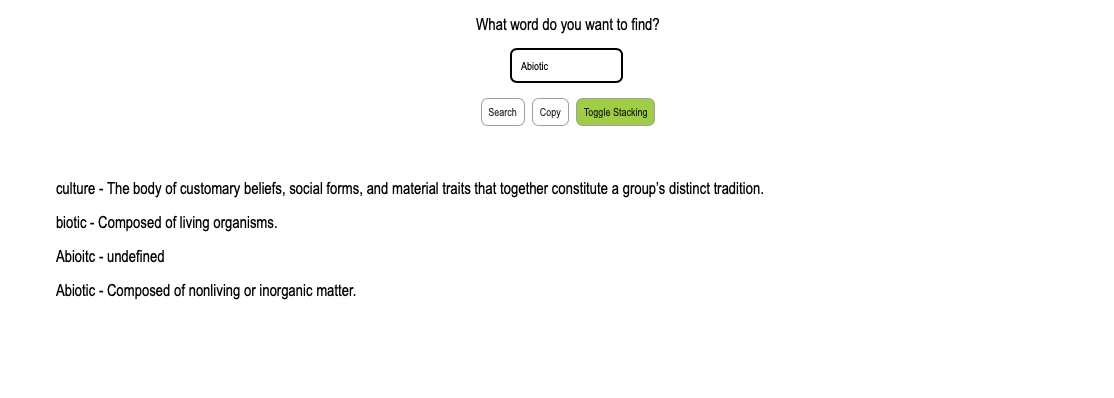 What word do you want to find?
Abiotic
Search Copy Toggle Stacking
culture - The body of customary beliefs, social forms, and material traits that together constitute a group's distinct tradition.
biotic - Composed of living organisms.
Abioitc - undefined
Abiotic - Composed of nonliving or inorganic matter.